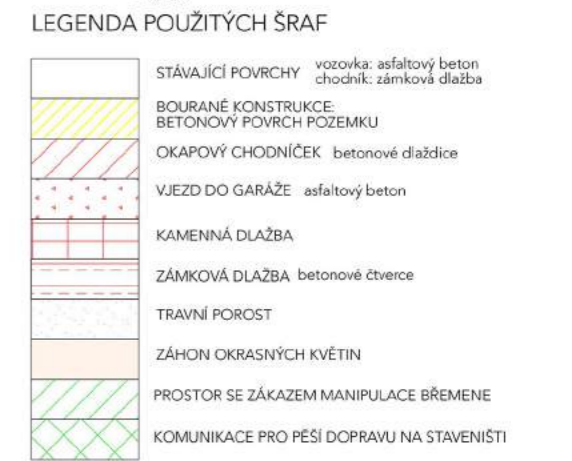 LEGENDA POUŽITÝCH ŠRAF
STÁVAJÍCÍ POVRCHY vozovka: asfaltový beton
chodník: zámková dlažba
BOURANÉ KONSTRUKCE:
BETONOVÝ POVRCH POZEMKU
OKAPOVÝ CHODNÍČEK betonové dlaždice
VJEZD DO GARÁŽE asfaltový beton
KAMENNÁ DLAŽBA
ZÁMKOVÁ DLAŽBA betonové čtverce
TRAVNÍ POROST
ZÁHON OKRASNÝCH KVĚTIN
PROSTOR SE ZÁKAZEM MANIPULACE BŘEMENE
KOMUNIKACE PRO PĚŠÍ DOPRAVU NA STAVENIŠTI